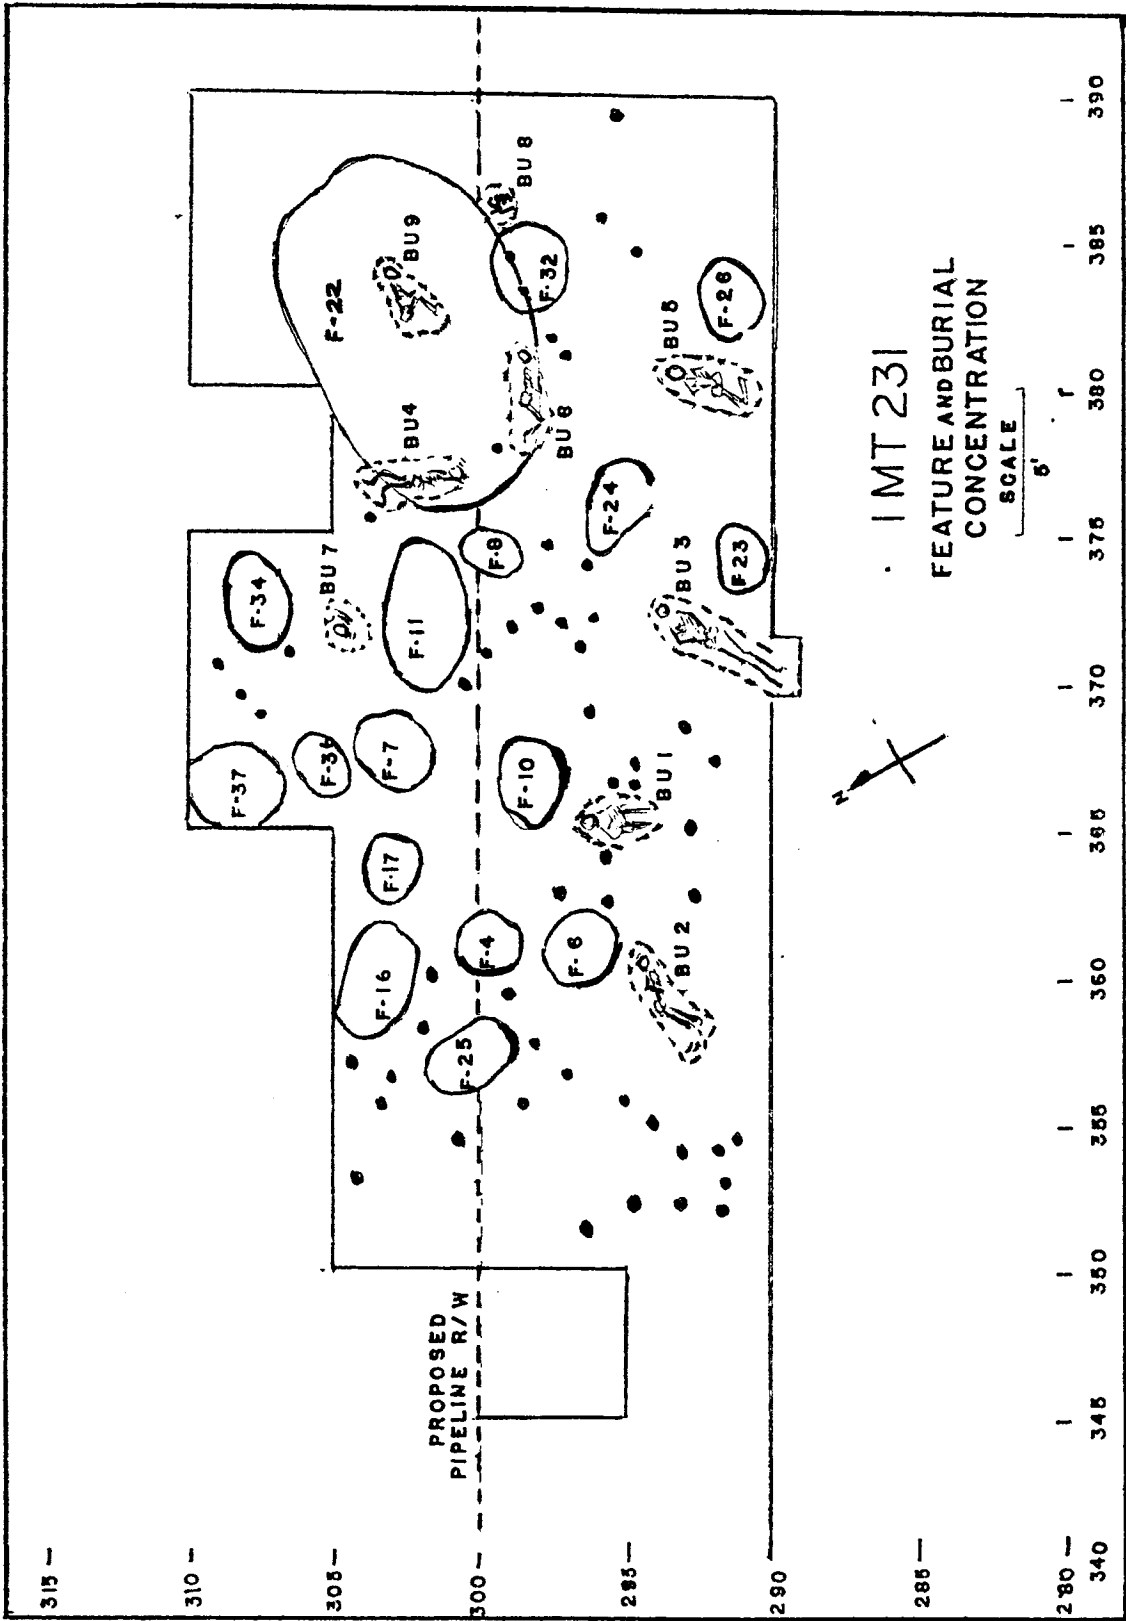 315
310
305
300
295
290
285
280
PROPOSED
PIPELINE R/W
F-37
F-34
F-36
BU 7
F-22
BU 9
BU 4
F-16
F-17
F-7
F-11
F-25
F-4
F-10
F-8
BU 6
F-32
BU 8
F-6
F-24
BU 2
BU 1
BU 3
BU 5
F23
F-26
N
1 MT 231
FEATURE AND BURIAL
CONCENTRATION
SCALE
5'
340
345
350
355
360
365
370
375
380
385
390